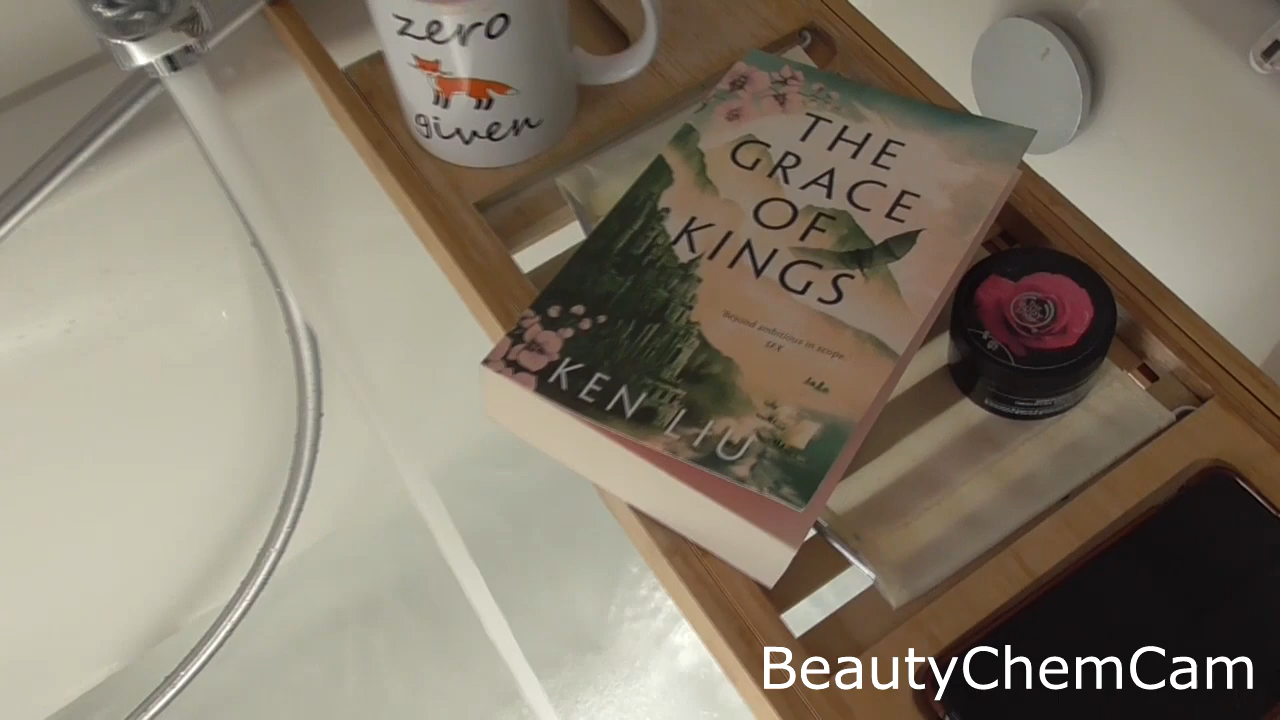 zero
given
THE
GRACE
OF
KINGS
'Beyond ambitious in scope.'
SFX
KEN LIU
BeautyChemCam